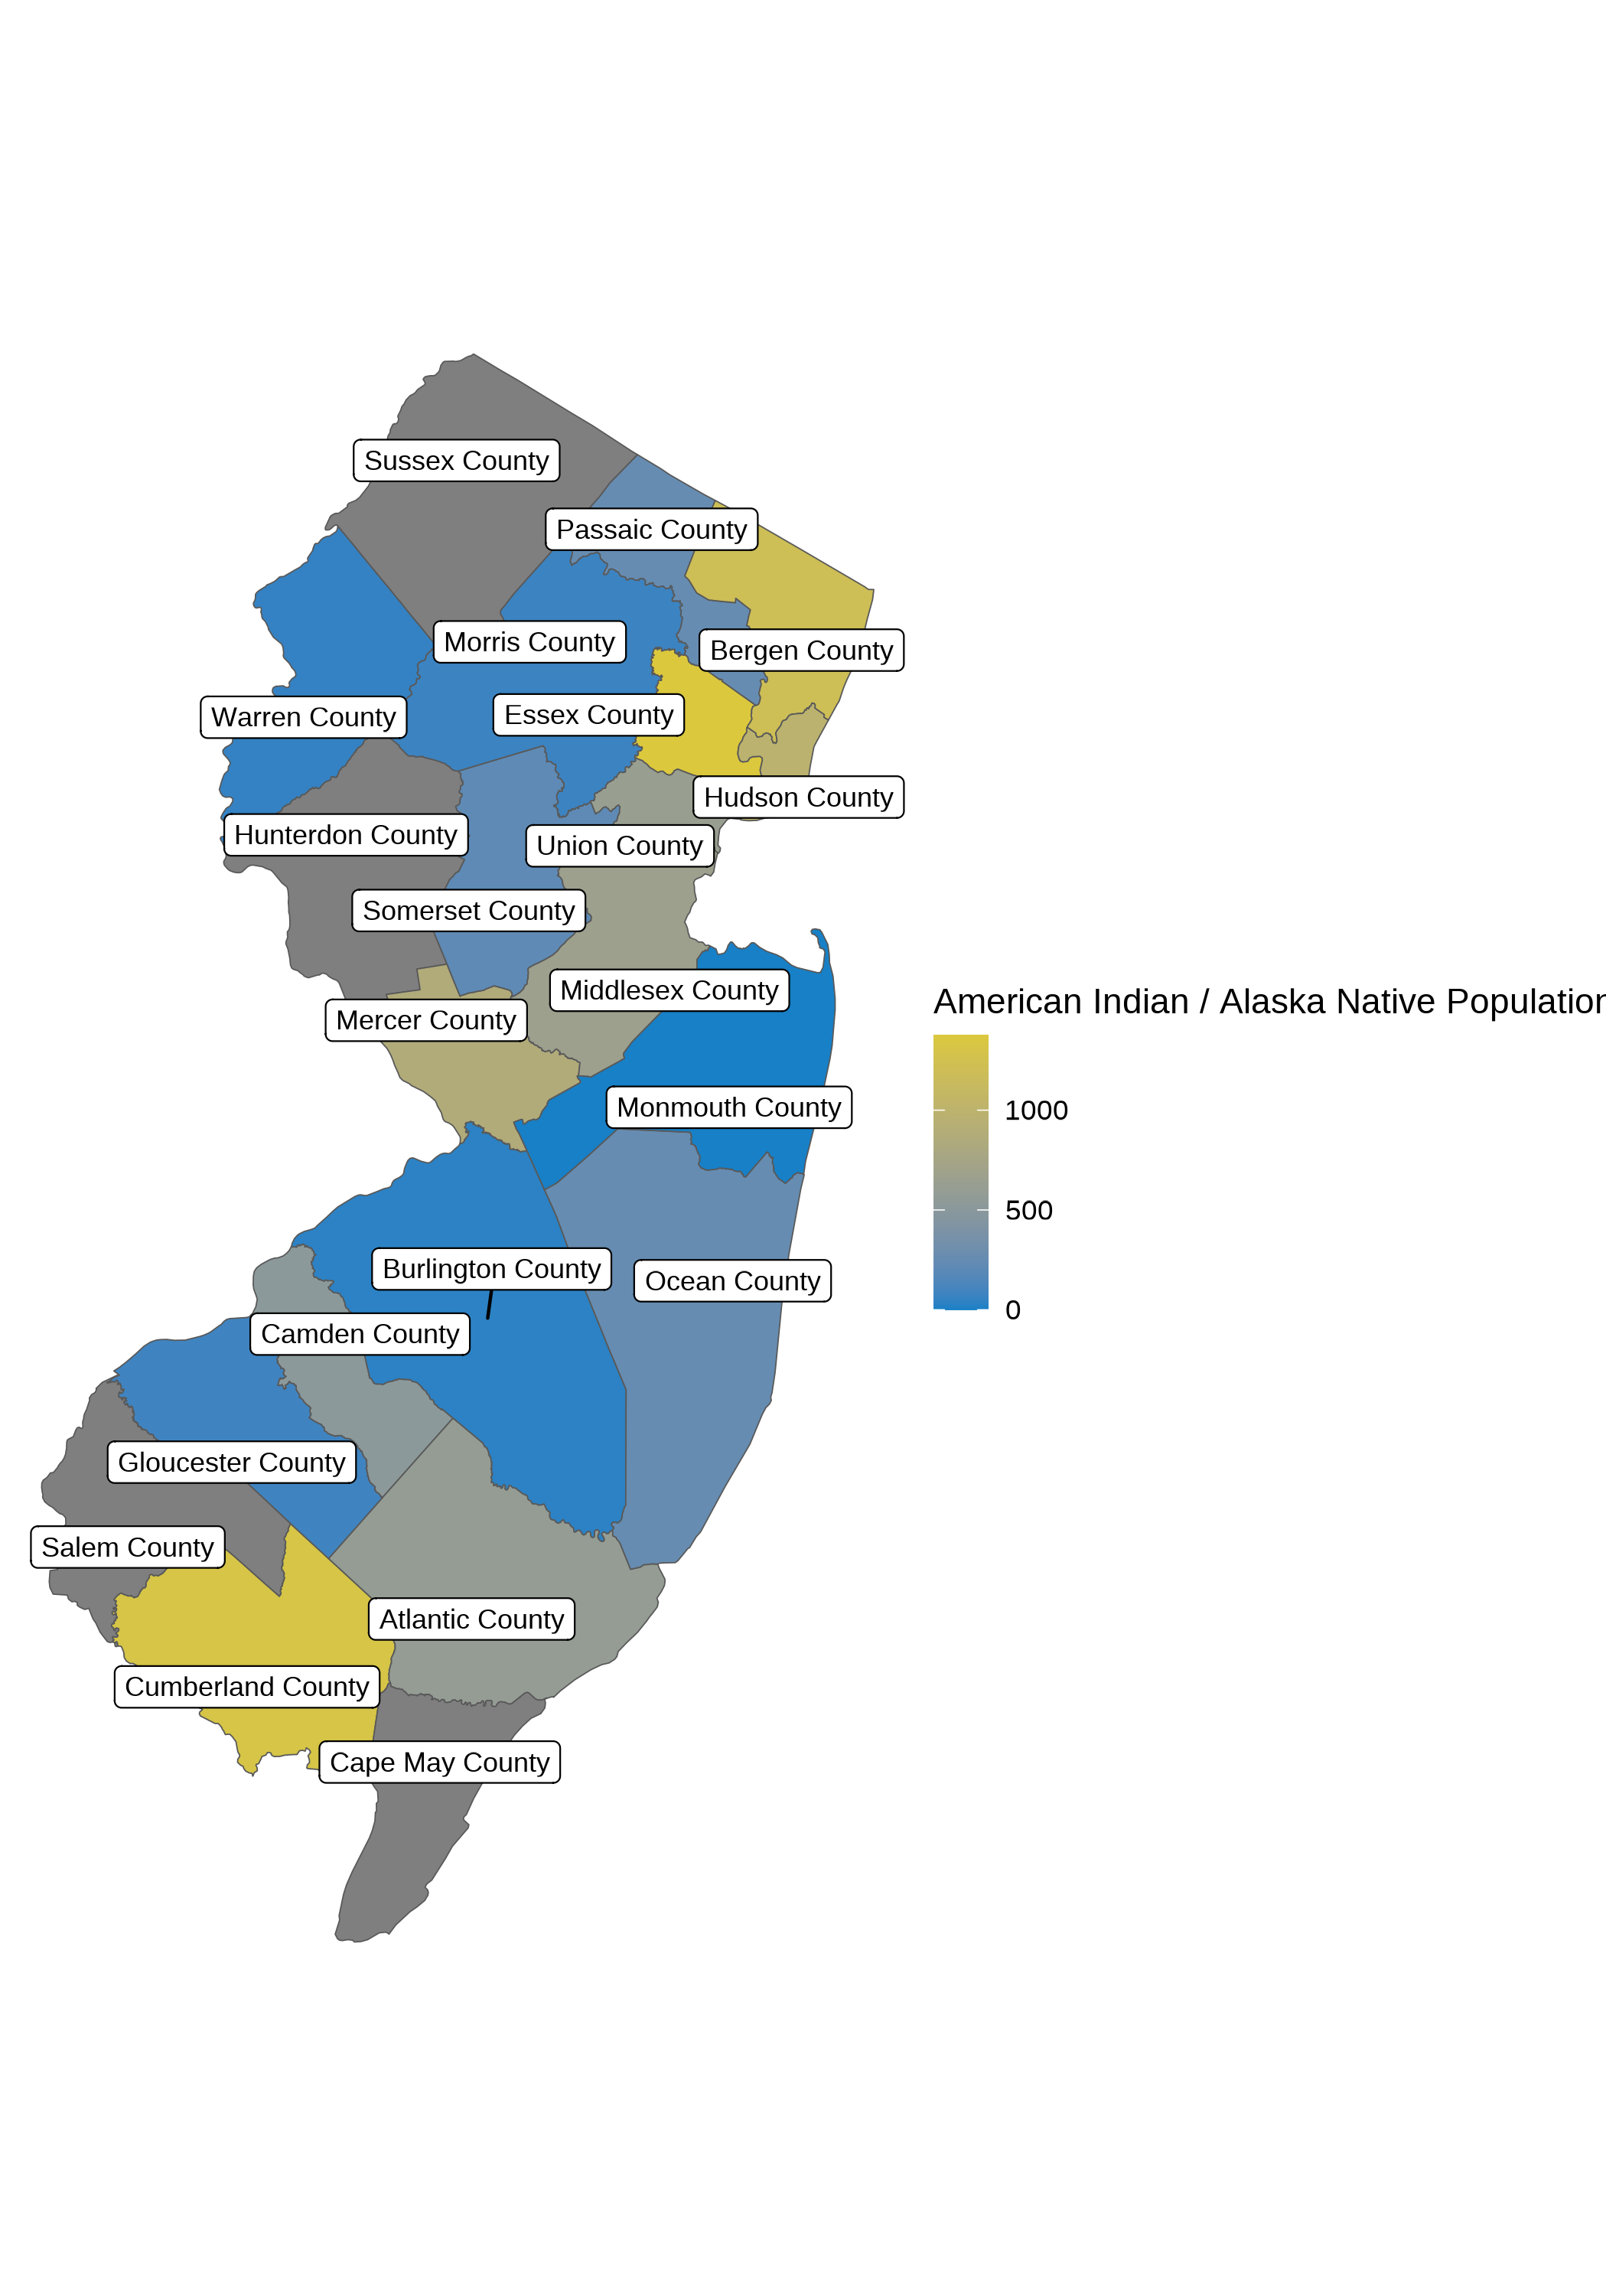 Sussex County
Passaic County
Morris County
Bergen County
Essex County
Warren County
Hudson County
Hunterdon County
Union County
Somerset County
Middlesex County
Mercer County
Monmouth County
Burlington County
Ocean County
Camden County
Gloucester County
Salem County
Atlantic County
Cumberland County
Cape May County
American Indian / Alaska Native Population
1000
500
0